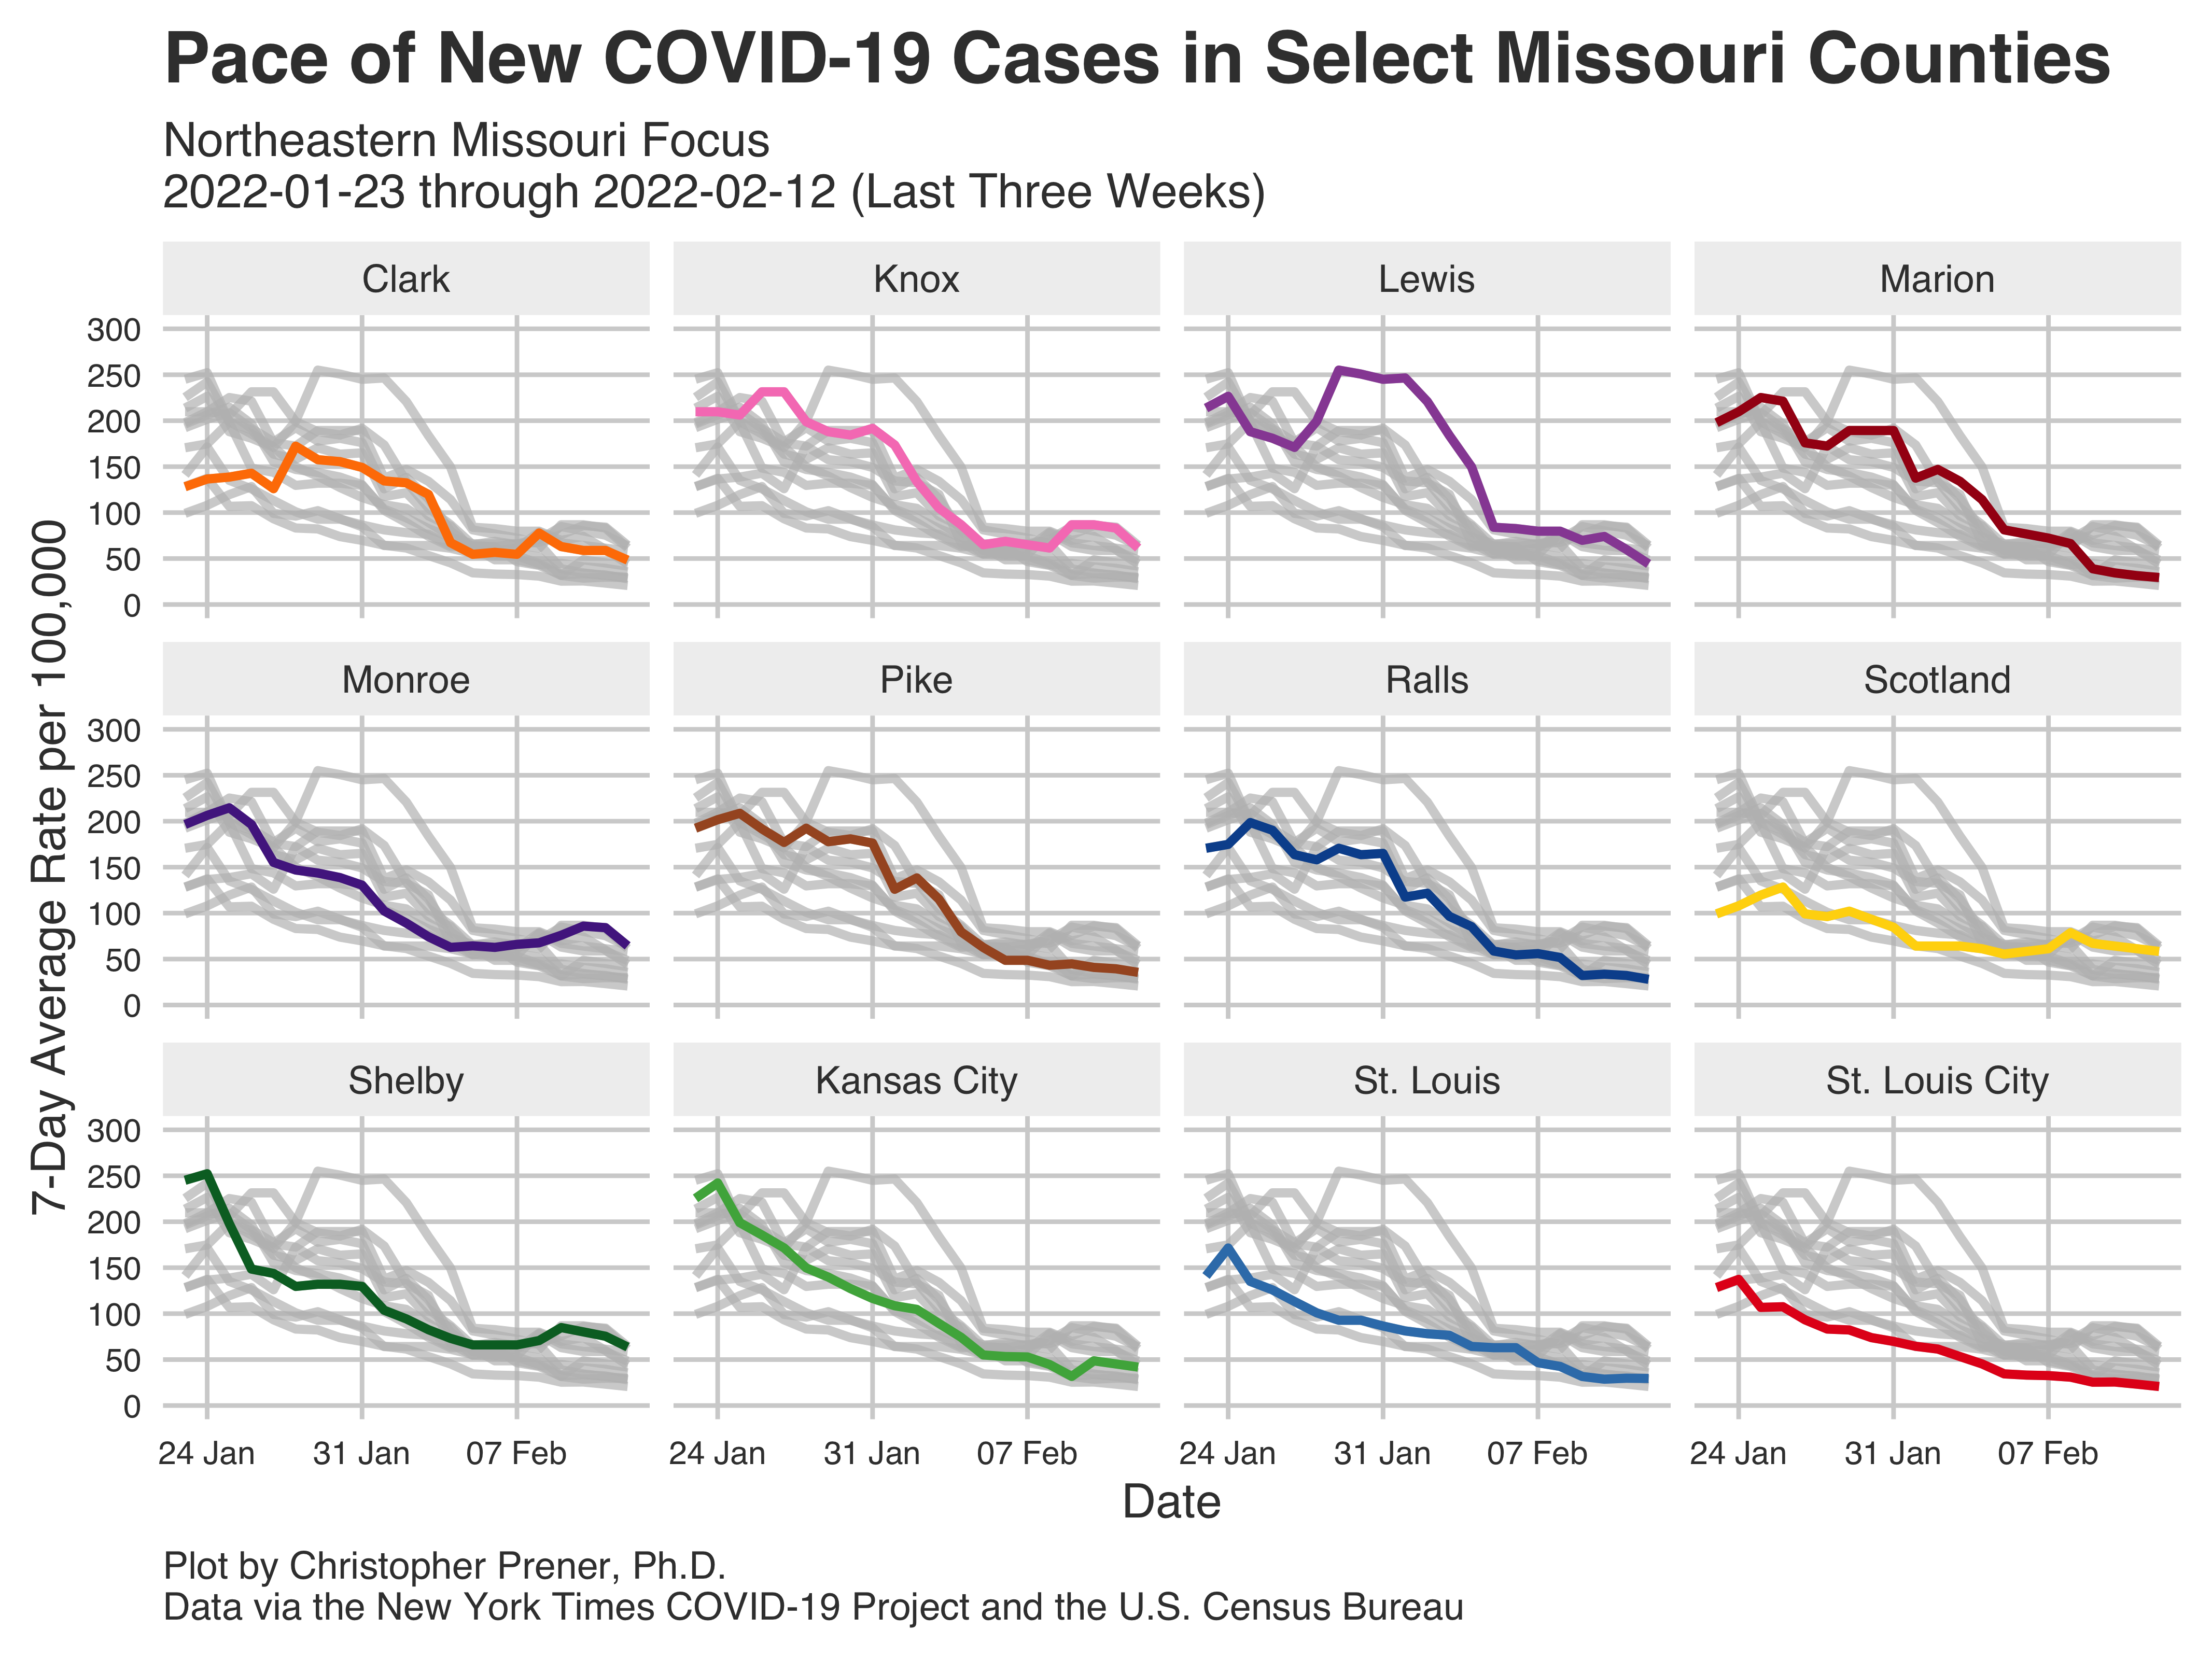 Pace of New COVID-19 Cases in Select Missouri Counties
Northeastern Missouri Focus
2022-01-23 through 2022-02-12 (Last Three Weeks)
7-Day Average Rate per 100,000
Clark Knox Lewis Marion
300
250
200
150
100
50
0
Monroe Pike Ralls Scotland
300
250
200
150
100
50
0
Shelby Kansas City St. Louis St. Louis City
300
250
200
150
100
50
0
24 Jan 31 Jan 07 Feb 24 Jan 31 Jan 07 Feb 24 Jan 31 Jan 07 Feb 24 Jan 31 Jan 07 Feb
Date
Plot by Christopher Prener, Ph.D.
Data via the New York Times COVID-19 Project and the U.S. Census Bureau